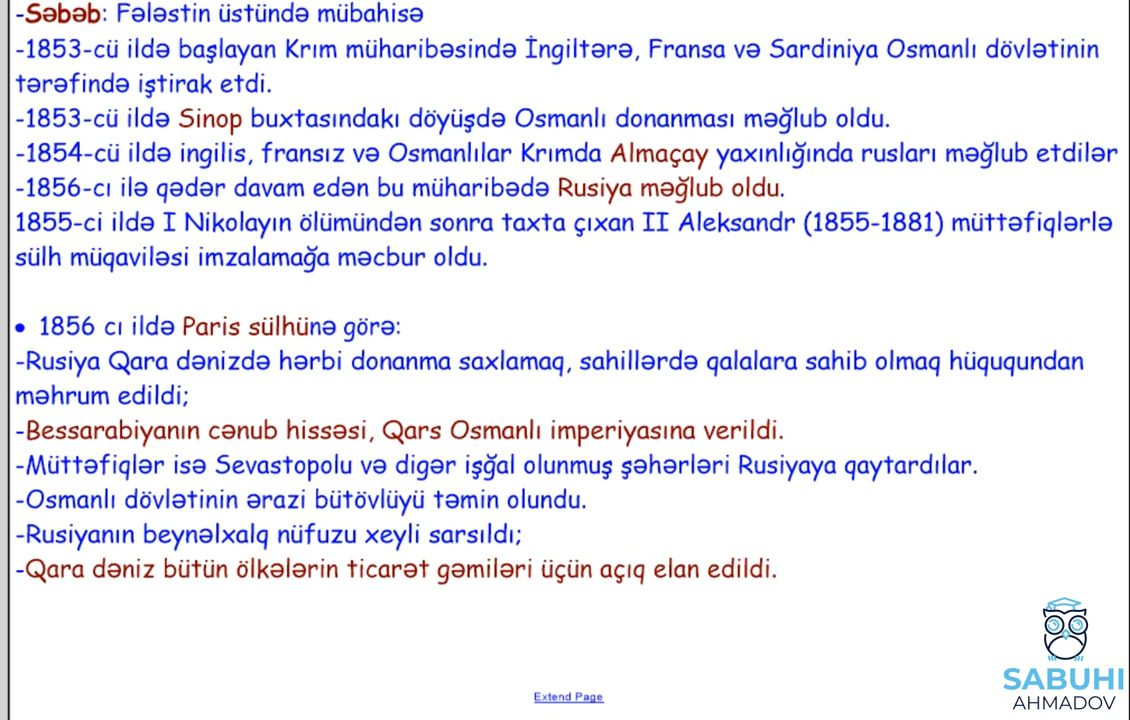 -Səbəb: Fələstin üstündə mübahisə
-1853-cü ildə başlayan Krım müharibəsində İngiltərə, Fransa və Sardiniya Osmanlı dövlətinin
tərəfində iştirak etdi.
-1853-cü ildə Sinop buxtasındakı döyüşdə Osmanlı donanması məğlub oldu.
-1854-cü ildə ingilis, fransız və Osmanlılar Krımda Almaçay yaxınlığında rusları məğlub etdilər
-1856-cı ilə qədər davam edən bu müharibədə Rusiya məğlub oldu.
1855-ci ildə I Nikolayın ölümündən sonra taxta çıxan II Aleksandr (1855-1881) müttəfiqlərlə
sülh müqaviləsi imzalamağa məcbur oldu.
• 1856 cı ildə Paris sülhünə görə:
-Rusiya Qara dənizdə hərbi donanma saxlamaq, sahillərdə qalalara sahib olmaq hüququndan
məhrum edildi;
-Bessarabiyanın cənub hissəsi, Qars Osmanlı imperiyasına verildi.
-Müttəfiqlər isə Sevastopolu və digər işğal olunmuş şəhərləri Rusiyaya qaytardılar.
-Osmanlı dövlətinin ərazi bütövlüyü təmin olundu.
-Rusiyanın beynəlxalq nüfuzu xeyli sarsıldı;
-Qara dəniz bütün ölkələrin ticarət gəmiləri üçün açıq elan edildi.
SABUHI
AHMADOV
Extend Page